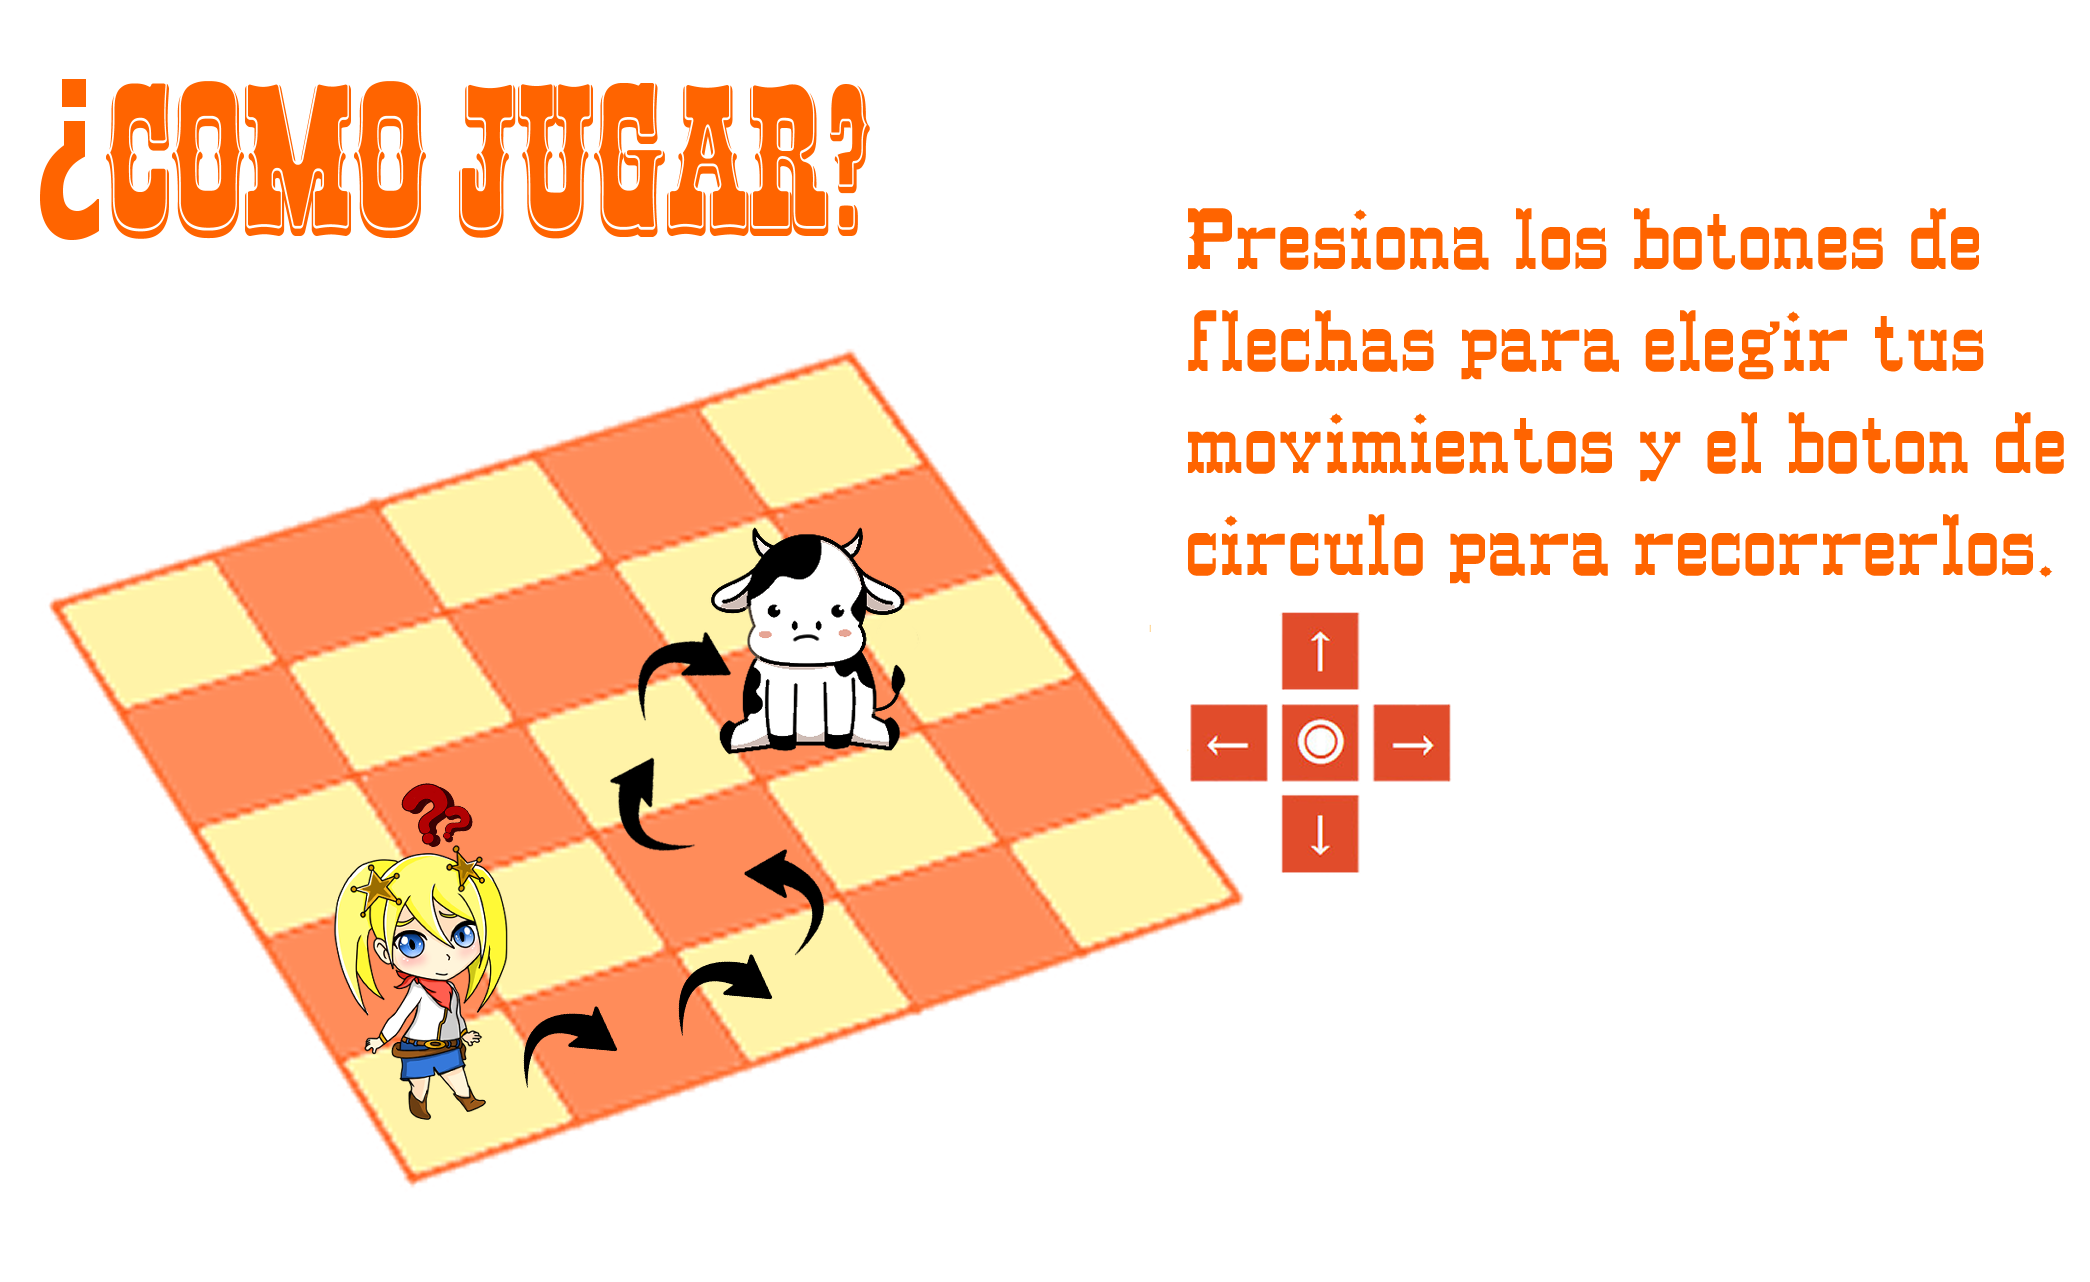 ¿COMO JUGAR?
Presiona los botones de
flechas para elegir tus
movimientos y el boton de
circulo para recorrerlos.
??
↑
← ◎ →
↓